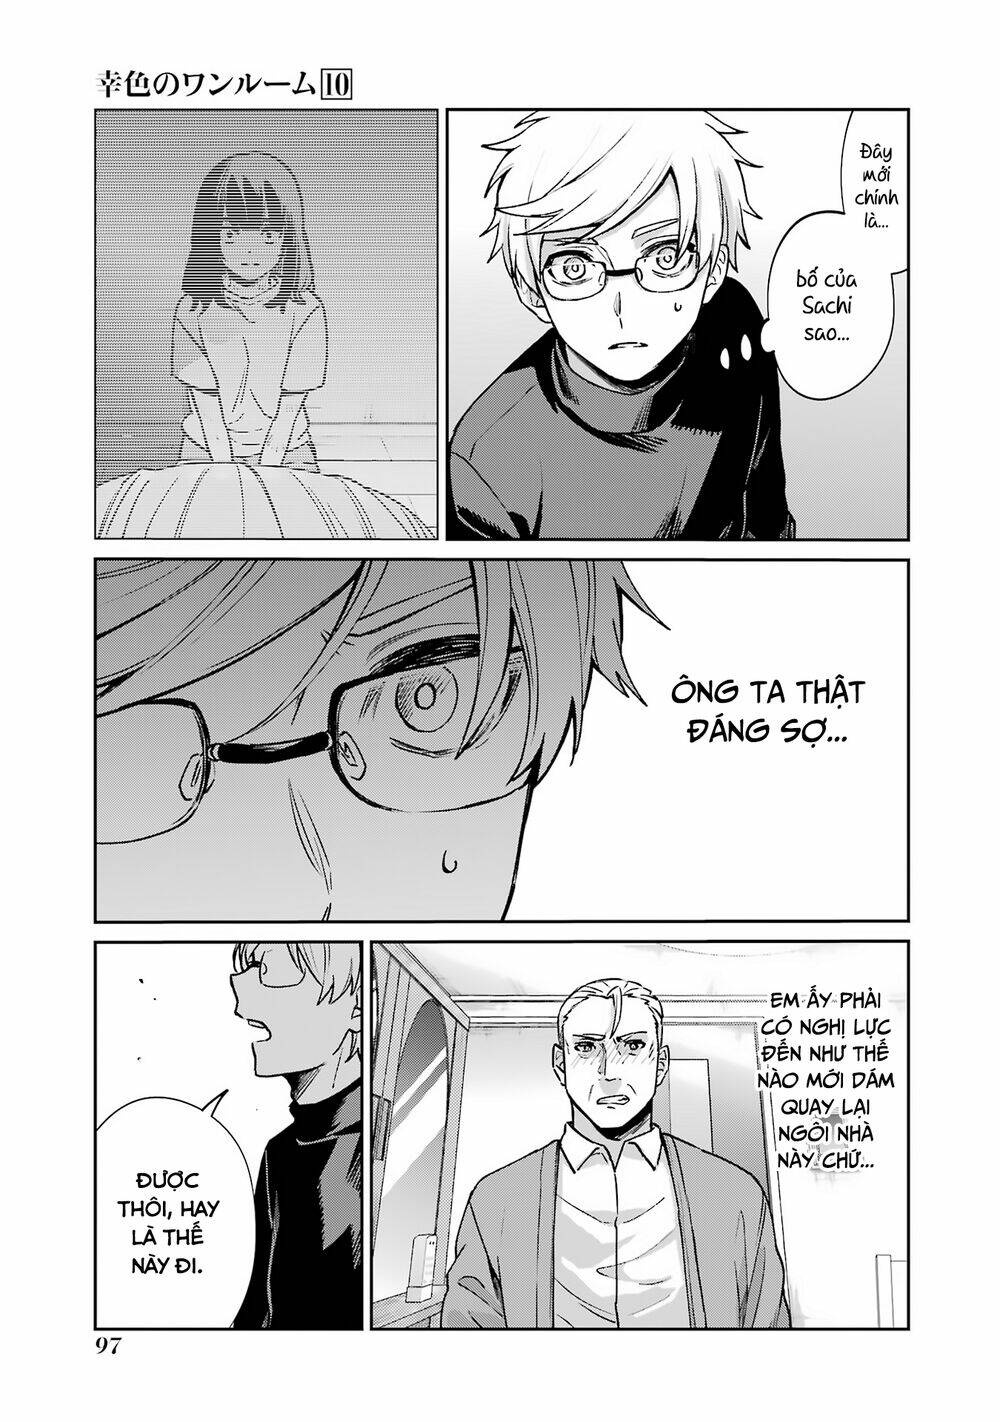 幸色のワンルーム 10
Đây
mới
chính
là...
bố của
Sachi
sao...
ÔNG TA THẬT
ĐÁNG SỢ...
EM ẤY PHẢI
CÓ NGHỊ LỰC
ĐẾN NHƯ THẾ
NÀO MỚI DÁM
QUAY LẠI
NGÔI NHÀ
NÀY CHỨ...
ĐƯỢC
THÔI, HAY
LÀ THẾ
NÀY ĐI.
97